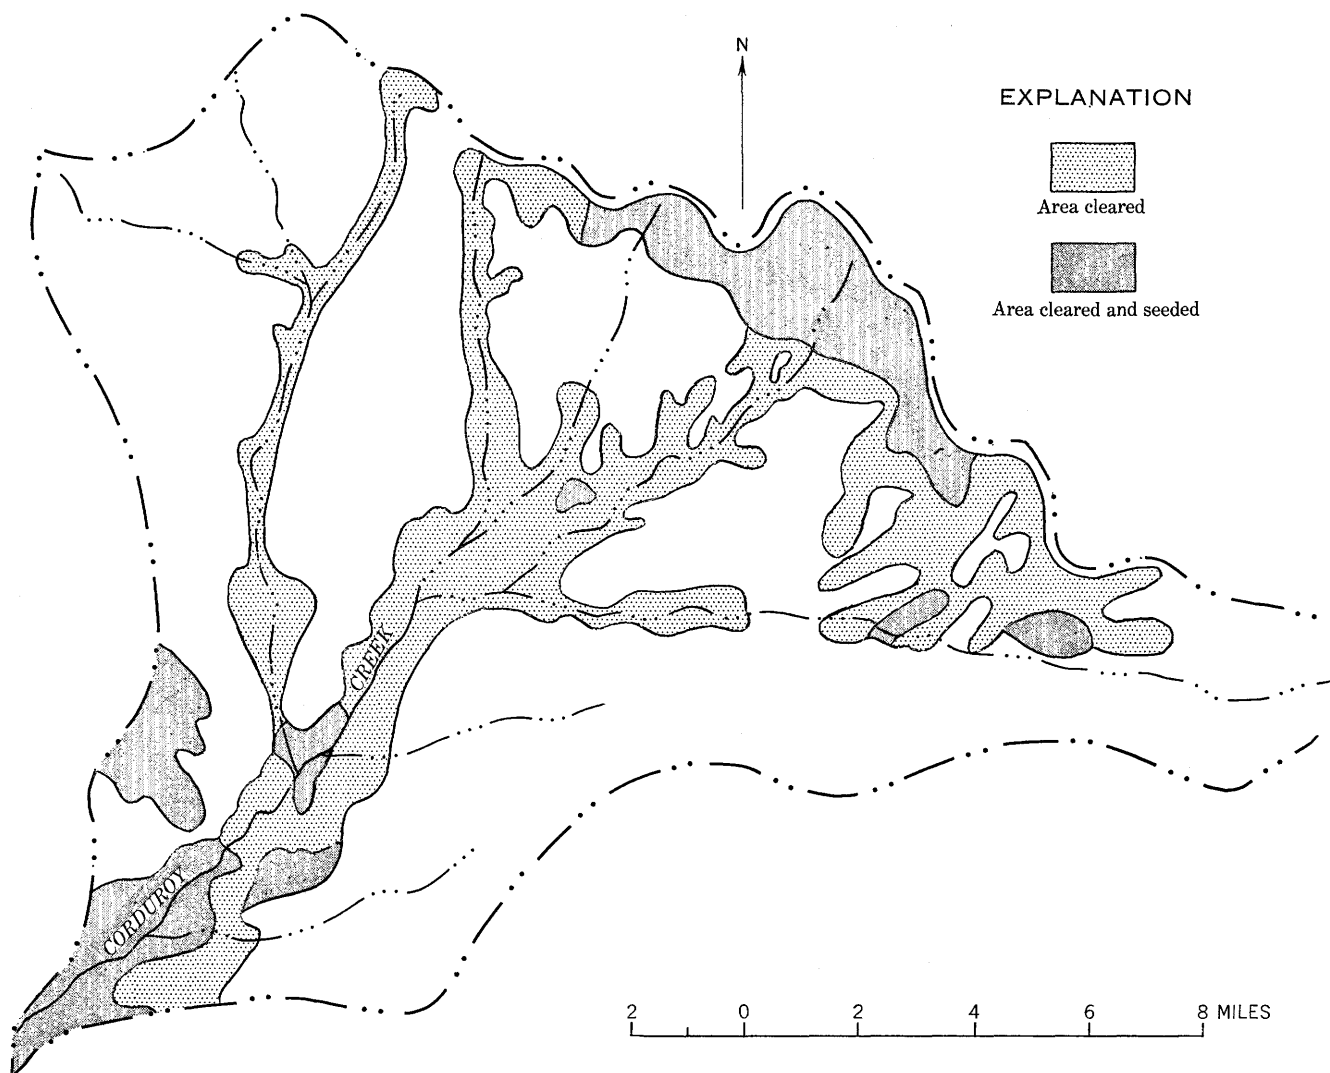 N
EXPLANATION
Area cleared
Area cleared and seeded
CREEK
CORDUROY
2 0 2 4 6 8 MILES